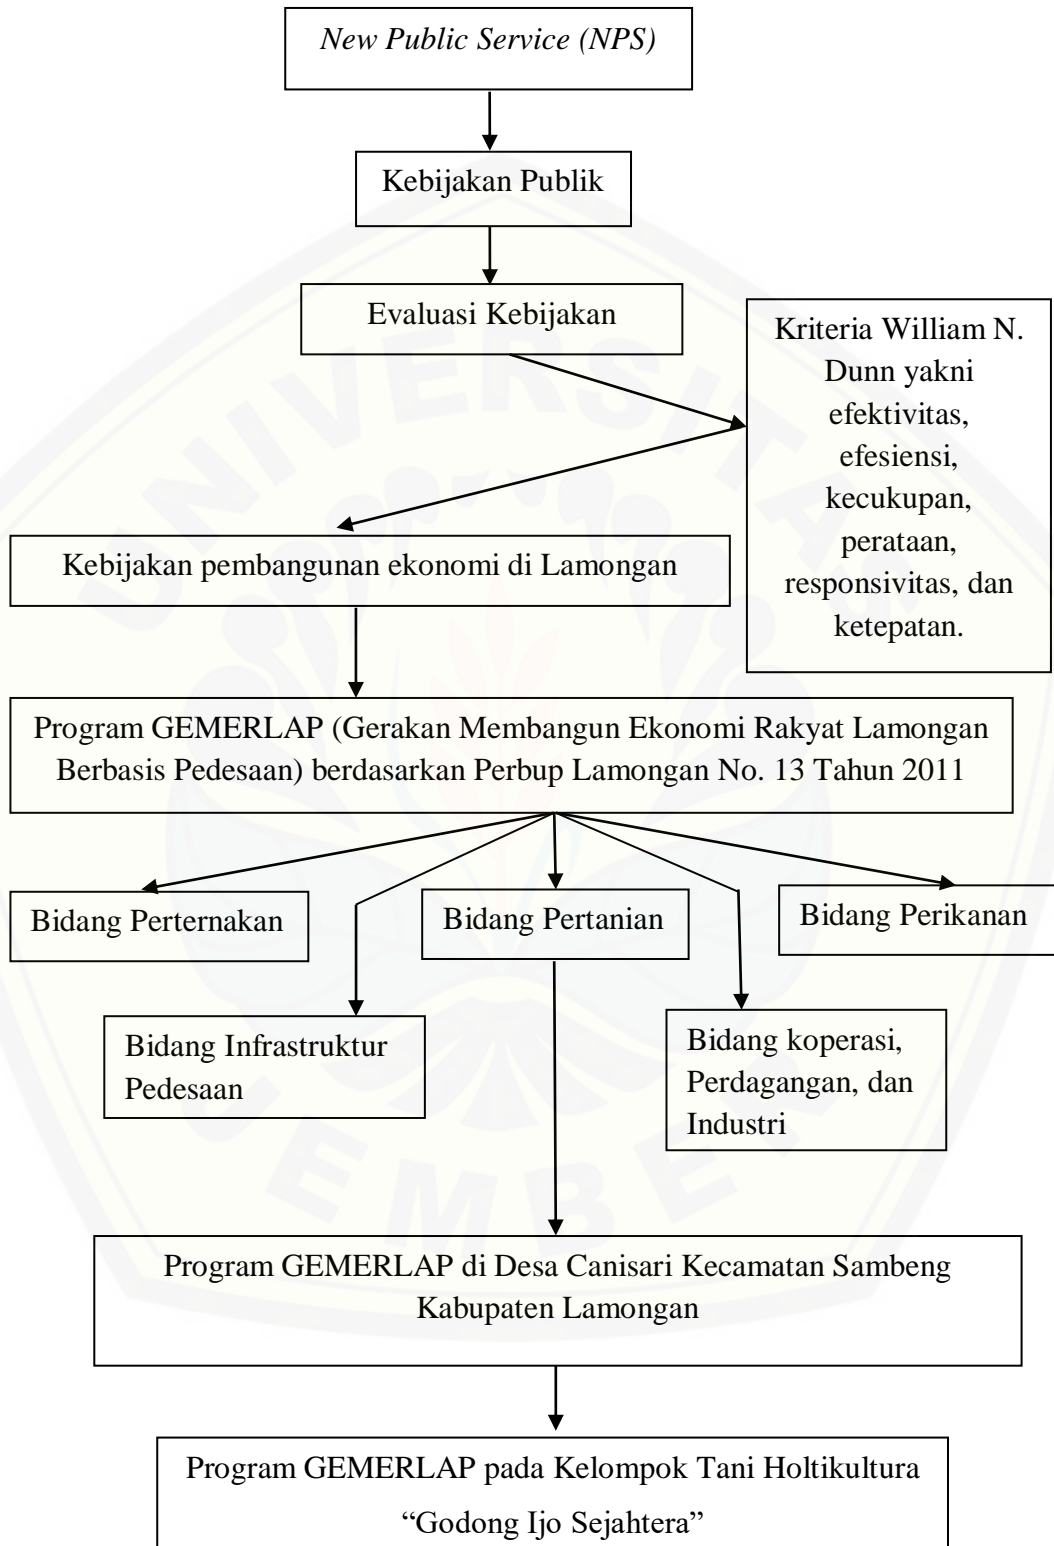 New Public Service (NPS)
Kebijakan Publik
Evaluasi Kebijakan
Kriteria William N.
Dunn yakni
efektivitas,
efesiensi,
kecukupan,
perataan,
responsivitas, dan
ketepatan.
Kebijakan pembangunan ekonomi di Lamongan
Program GEMERLAP (Gerakan Membangun Ekonomi Rakyat Lamongan
Berbasis Pedesaan) berdasarkan Perbup Lamongan No. 13 Tahun 2011
Bidang Perternakan
Bidang Pertanian
Bidang Perikanan
Bidang Infrastruktur
Pedesaan
Bidang koperasi,
Perdagangan, dan
Industri
Program GEMERLAP di Desa Canisari Kecamatan Sambeng
Kabupaten Lamongan
Program GEMERLAP pada Kelompok Tani Holtikultura
“Godong Ijo Sejahtera”
UNIVERSITAS
JEMBER